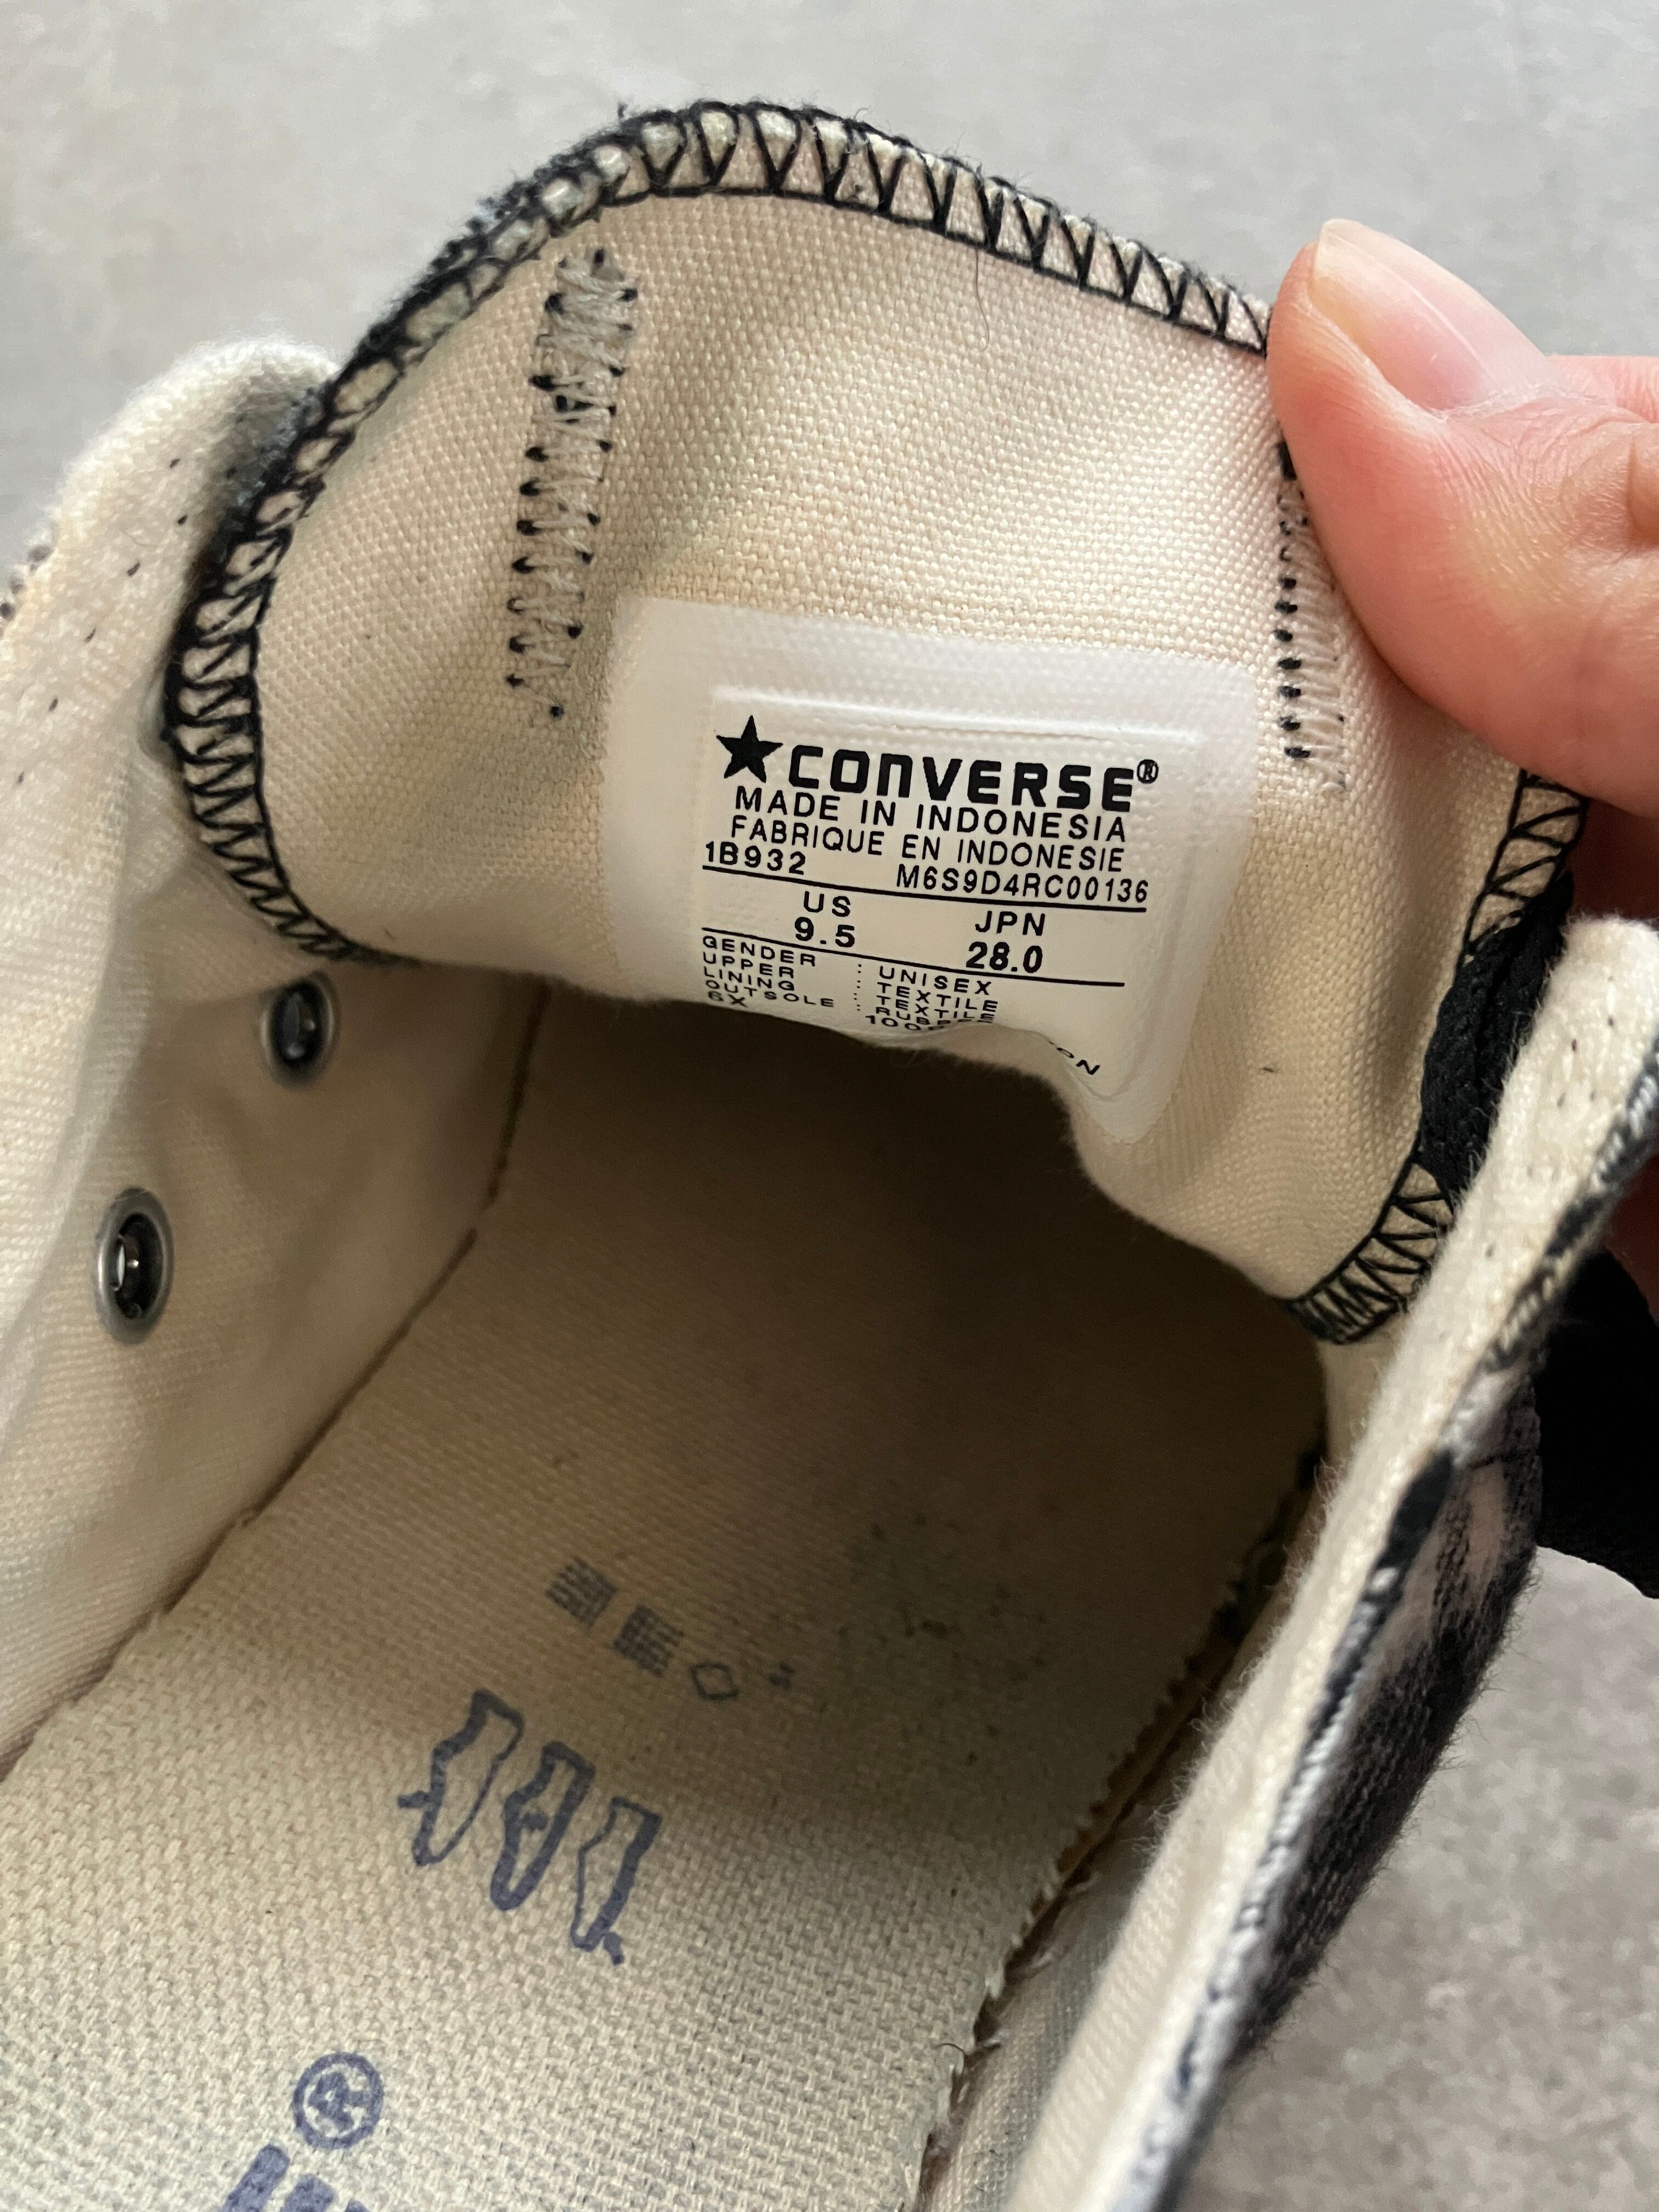 ★CONVERSE®
MADE IN INDONESIA
FABRIQUE EN INDONESIE
1B932 M6S9D4RC00136
US JPN
9.5 28.0
GENDER : UNISEX
UPPER : TEXTILE
LINING : TEXTILE
OUTSOLE :
6X
®